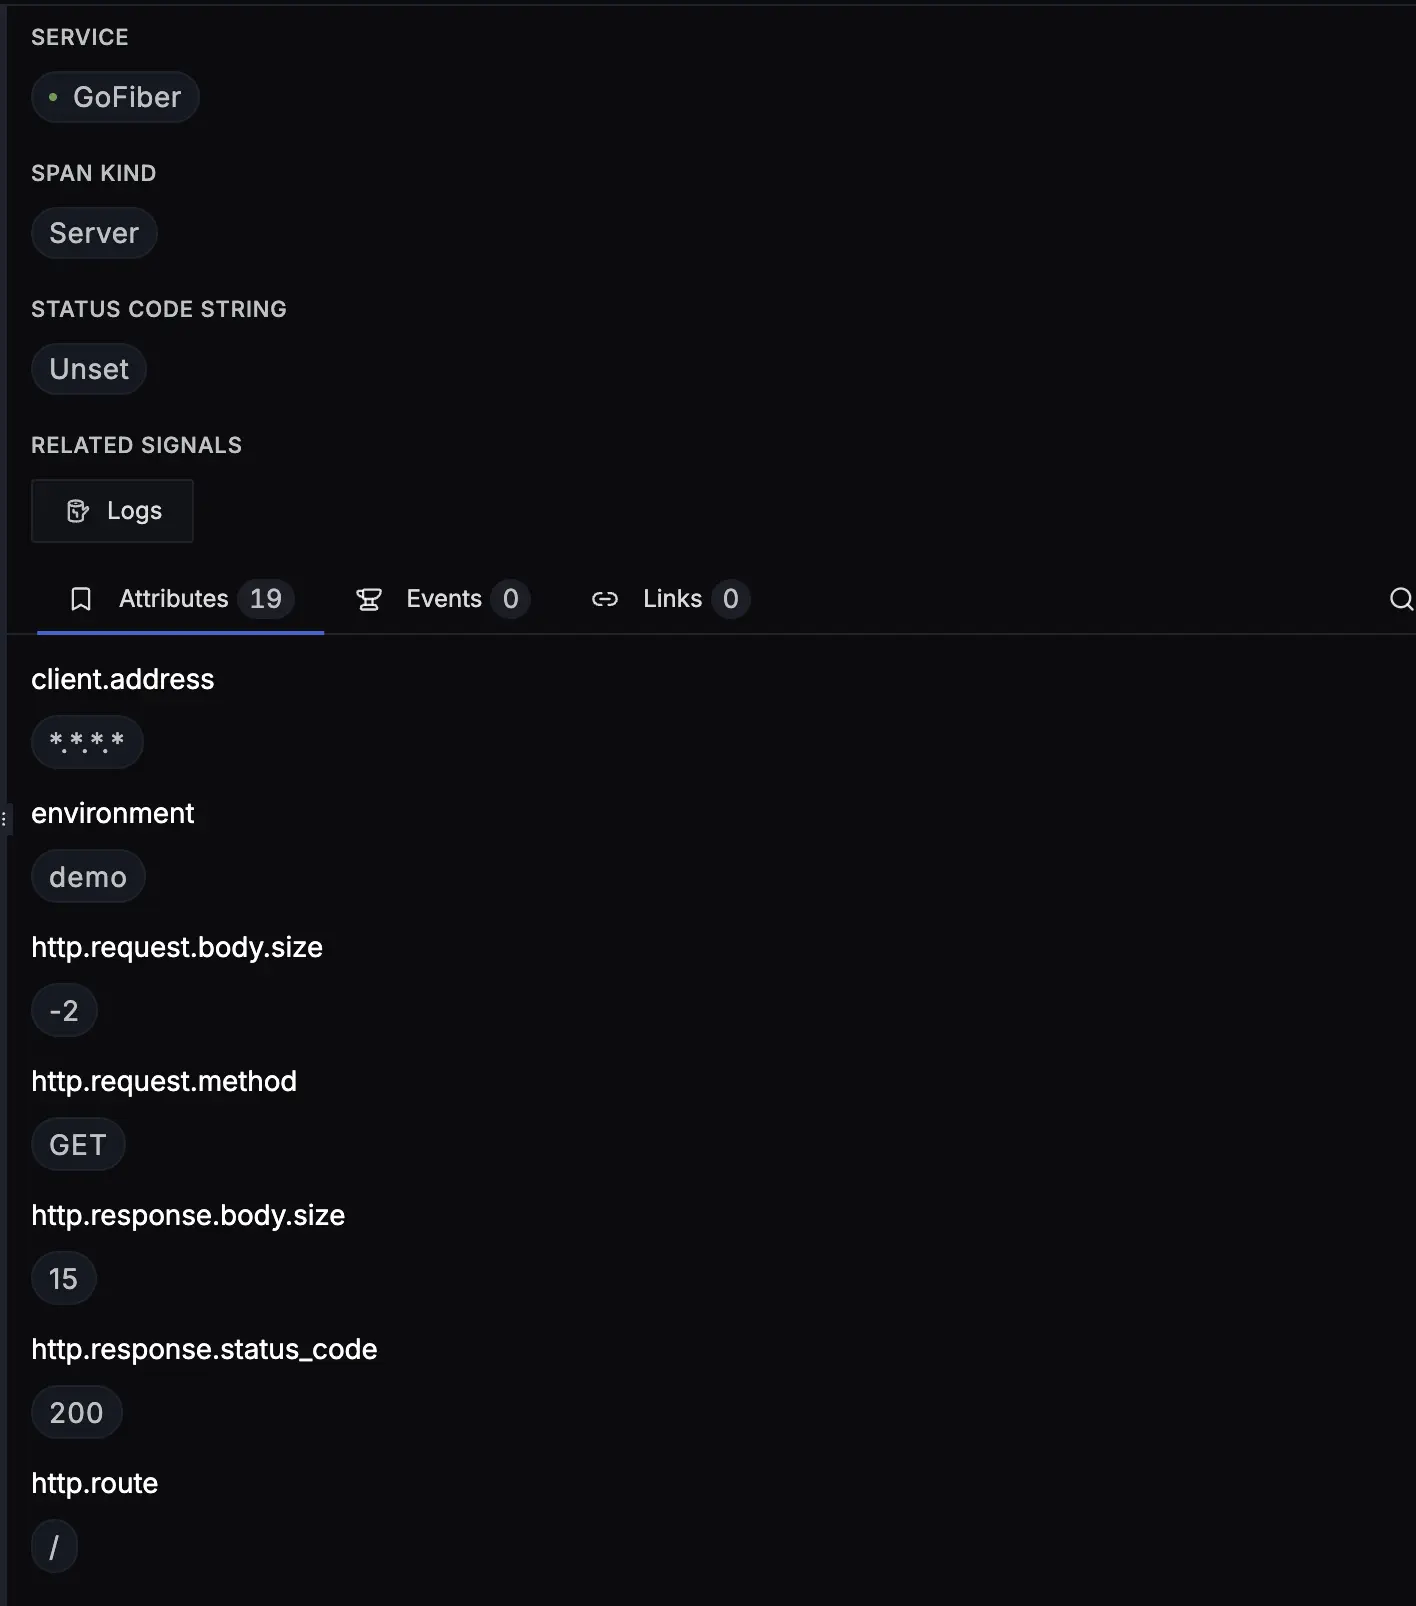 SERVICE
GoFiber
SPAN KIND
Server
STATUS CODE STRING
Unset
RELATED SIGNALS
Logs
Attributes 19 Events 0 Links 0
client.address
*.*.*.*
environment
demo
http.request.body.size
-2
http.request.method
GET
http.response.body.size
15
http.response.status_code
200
http.route
/